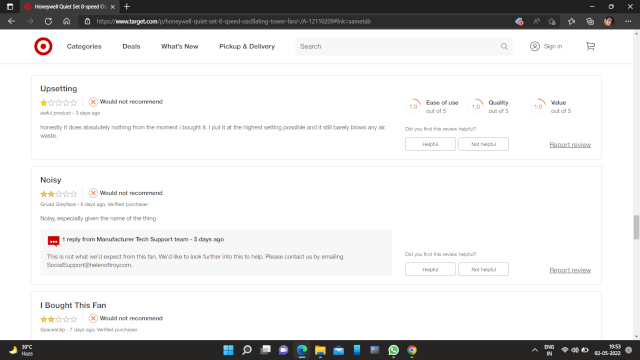 Honeywell Quiet Set 8-speed Os
https://www.target.com/p/honeywell-quiet-set-8-speed-oscillating-tower-fan/-/A-12110209#lnk=sametab
Categories
Deals
What's New
Pickup & Delivery
Search
Sign in
Upsetting
Would not recommend
awful product - 3 days ago
honestly it does absolutely nothing from the moment i bought it. I put it at the highest setting possible and it still barely blows any air.
waste.
1.0
Ease of use
out of 5
1.0
Quality
out of 5
1.0
Value
out of 5
Did you find this review helpful?
Helpful
Not helpful
Report review
Noisy
Would not recommend
Gruad Greyface - 6 days ago, Verified purchaser
Noisy, especially given the name of the thing
1 reply from Manufacturer Tech Support team - 5 days ago
This is not what we'd expect from this fan. We'd like to look further into this to help. Please contact us by emailing
SocialSupport@helenoftroy.com.
Did you find this review helpful?
Helpful
Not helpful
Report review
I Bought This Fan
Would not recommend
Spaceship - 7 days ago, Verified purchaser
30°C
Haze
ENG
IN
19:53
02-05-2022